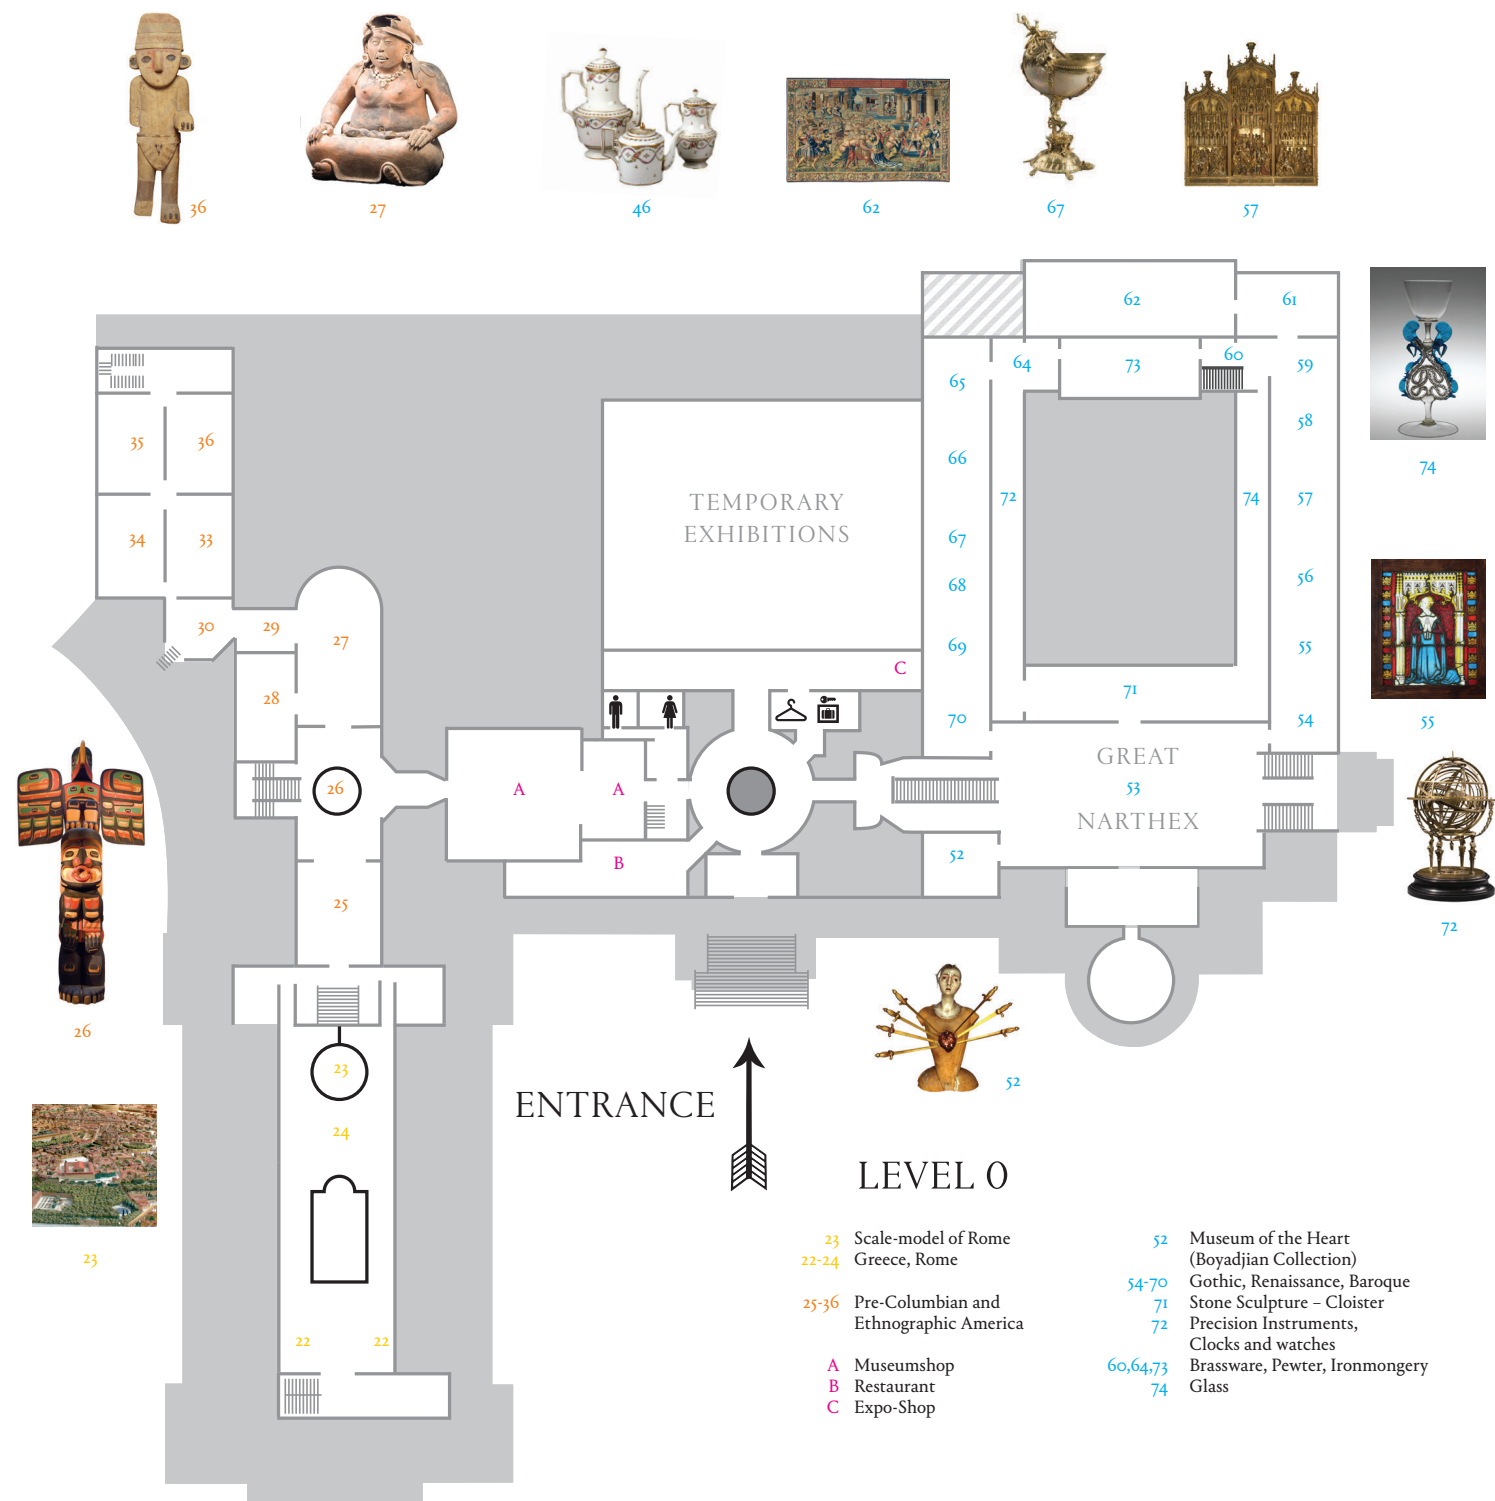 36
27
46
62
67
57
62
61
64
73
60
59
65
58
74
35
36
66
72
74
57
TEMPORARY
EXHIBITIONS
34
33
67
68
56
30
29
27
69
55
C
28
71
70
54
55
GREAT
26
A
A
53
NARTHEX
B
52
25
72
26
23
52
ENTRANCE
24
LEVEL 0
23
22
22
23 Scale-model of Rome
22-24 Greece, Rome
25-36 Pre-Columbian and
Ethnographic America
A Museumshop
B Restaurant
C Expo-Shop
52 Museum of the Heart
(Boyadjian Collection)
54-70 Gothic, Renaissance, Baroque
71 Stone Sculpture – Cloister
72 Precision Instruments,
Clocks and watches
60,64,73 Brassware, Pewter, Ironmongery
74 Glass